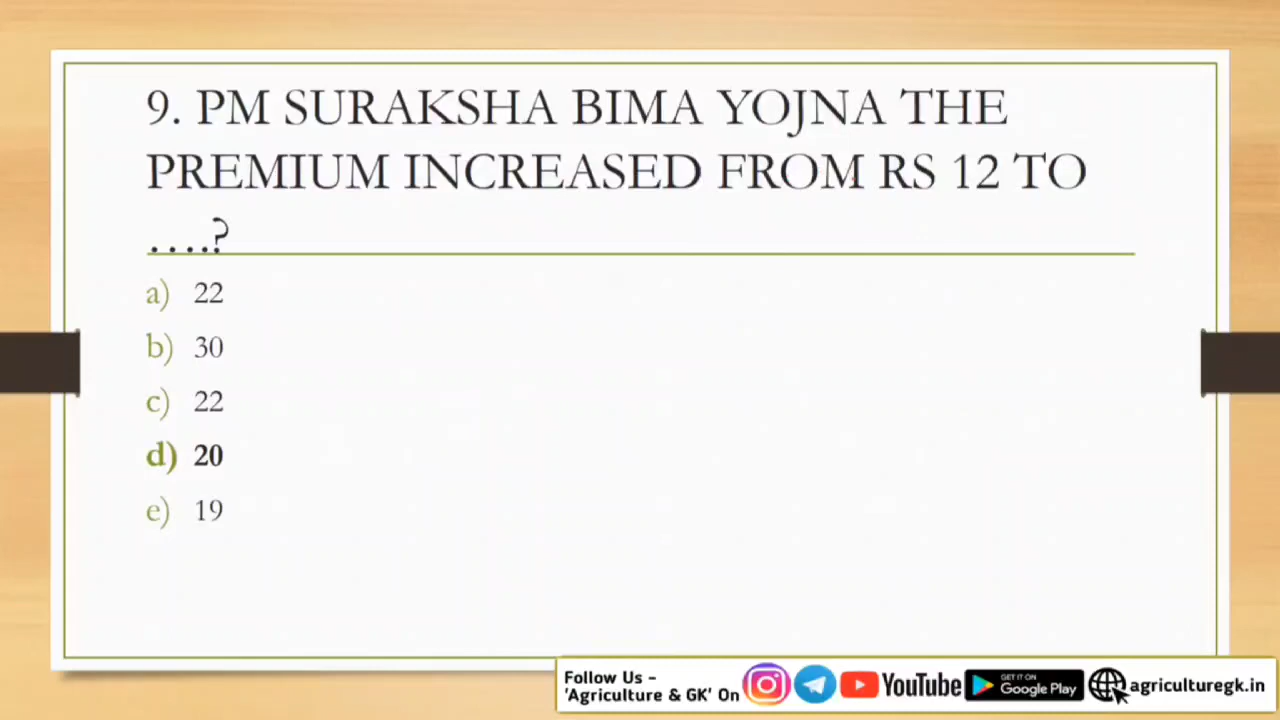 9. PM SURAKSHA BIMA YOJNA THE
PREMIUM INCREASED FROM RS 12 TO
....?
a) 22
b) 30
c) 22
d) 20
e) 19
Follow Us –
'Agriculture & GK' On
YouTube
GET IT ON
Google Play
agriculturegk.in